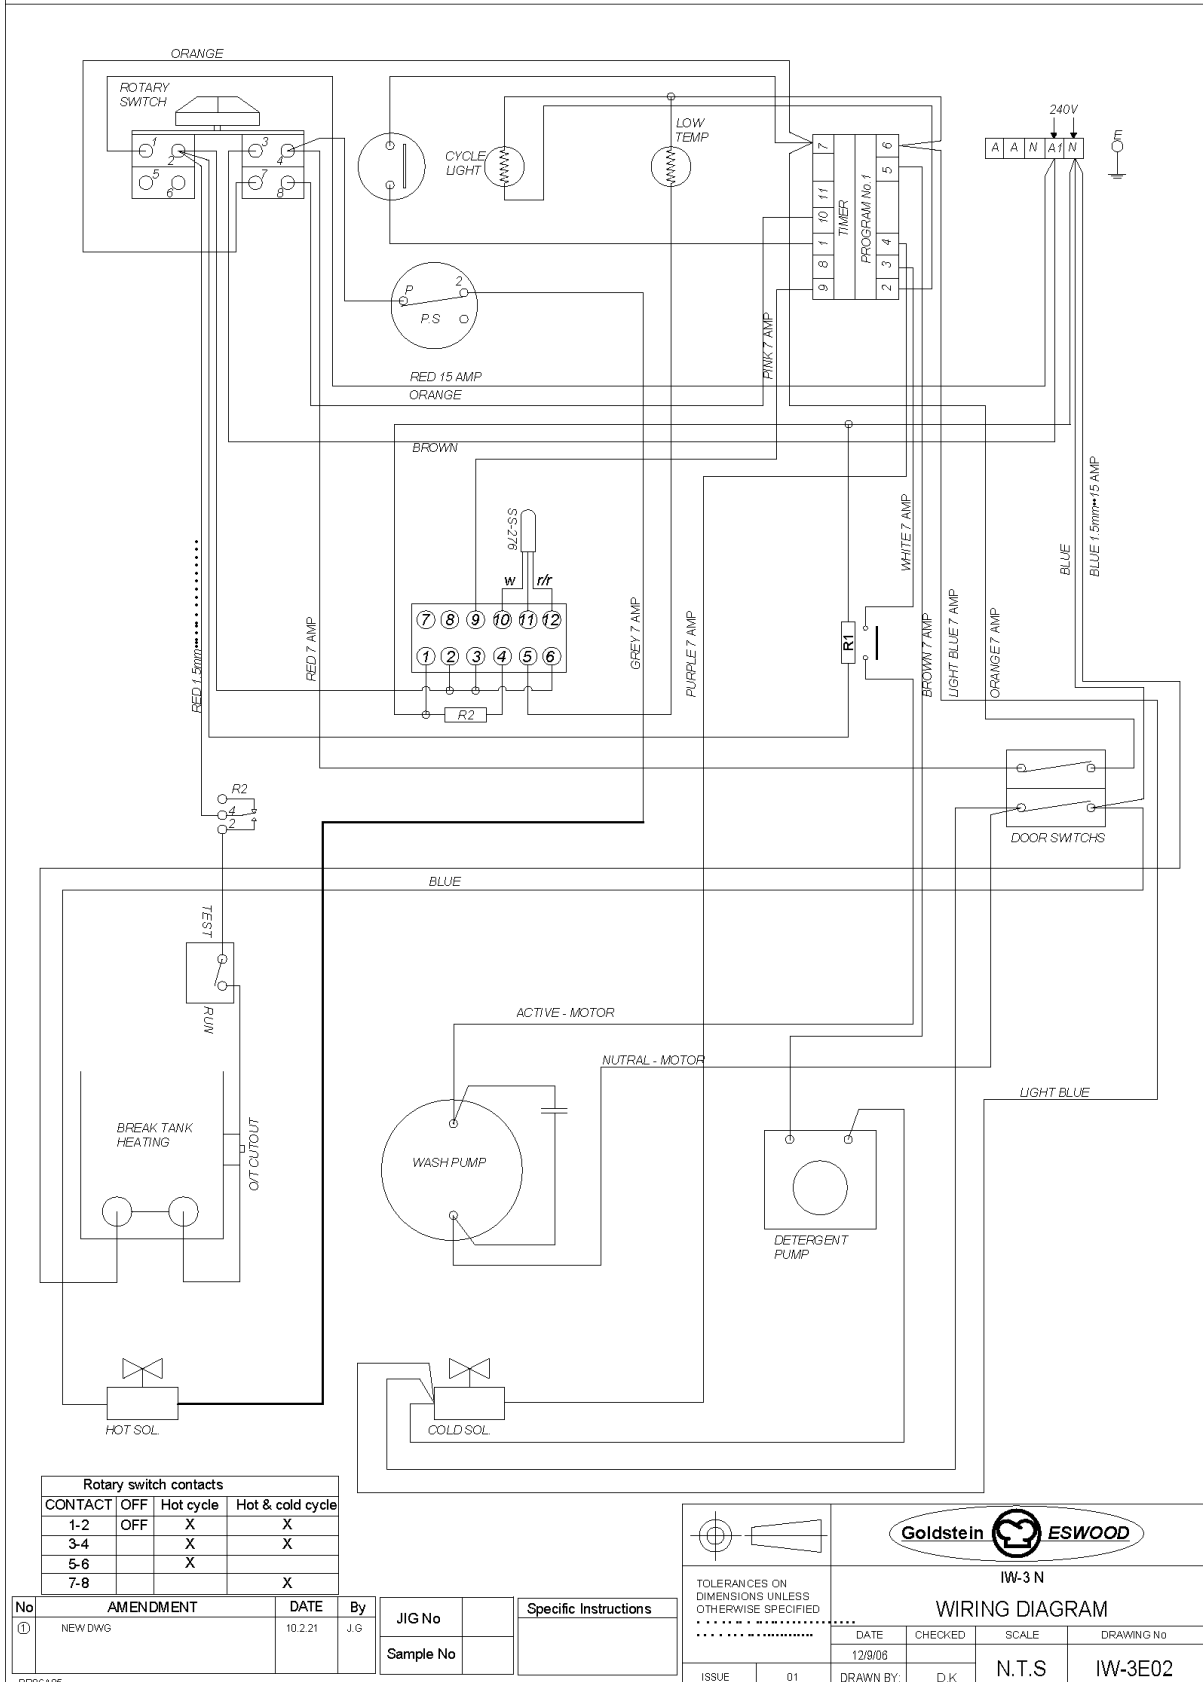 ORANGE
ROTARY
SWITCH
1
2
3
4
5
6
7
8
CYCLE
LIGHT
LOW
TEMP
7
11
10
1
8
9
TIMER
PROGRAM No.1
6
5
4
3
2
240V
A A N A1 N
E
P
2
P.S
RED 15 AMP
ORANGE
BROWN
PINK 7 AMP
SS-276
w
r/r
7 8 9 10 11 12
1 2 3 4 5 6
R2
RED 1.5mm
RED 7 AMP
GREY 7 AMP
PURPLE 7 AMP
R1
WHITE 7 AMP
BROWN 7 AMP
LIGHT BLUE 7 AMP
ORANGE 7 AMP
BLUE
BLUE 1.5mm••15 AMP
R2
4
2
DOOR SWITCHS
BLUE
TEST
RUN
ACTIVE - MOTOR
NUTRAL - MOTOR
LIGHT BLUE
BREAK TANK
HEATING
O/T CUTOUT
WASH PUMP
DETERGENT
PUMP
HOT SOL.
COLD SOL.
Rotary switch contacts
CONTACT OFF Hot cycle Hot & cold cycle
1-2 OFF X X
3-4 X X
5-6 X
7-8 X
No AMENDMENT DATE By
1 NEW DWG 10.2.21 J.G
JIG No
Sample No
Specific Instructions
Goldstein ESWOOD
IW-3 N
WIRING DIAGRAM
TOLERANCES ON
DIMENSIONS UNLESS
OTHERWISE SPECIFIED
DATE CHECKED SCALE DRAWING No
12/9/06
N.T.S IW-3E02
ISSUE 01 DRAWN BY: D.K